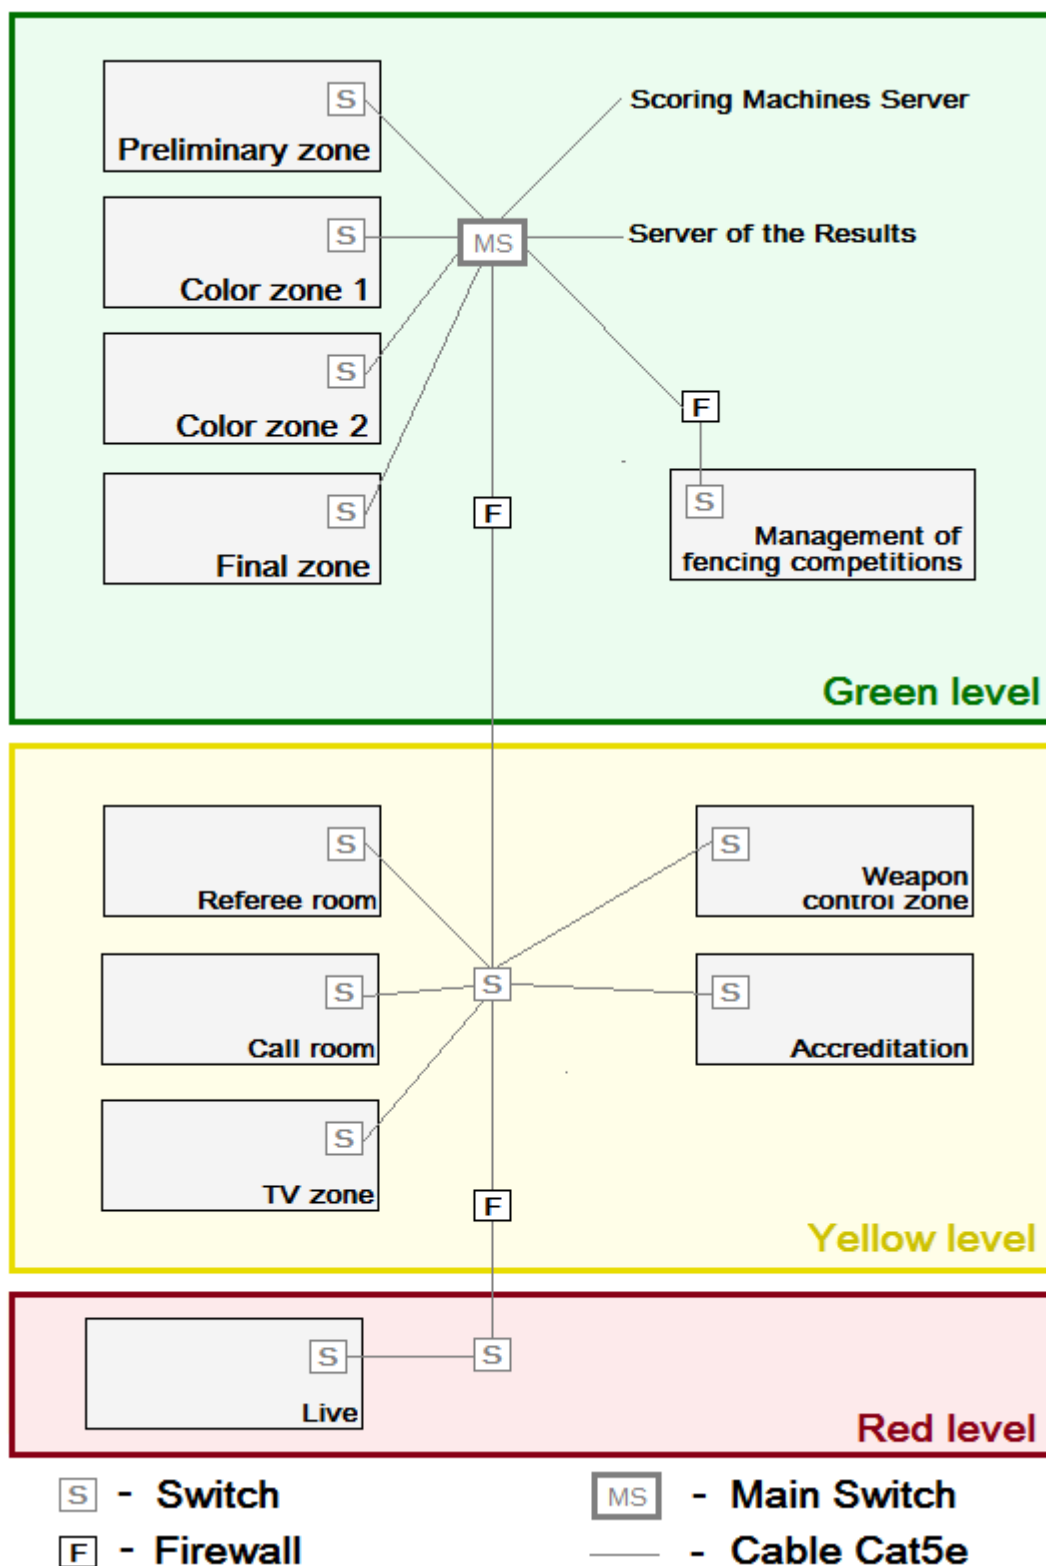 S
Preliminary zone
Scoring Machines Server
S
Color zone 1
MS
Server of the Results
S
Color zone 2
F
S
Final zone
F
S
Management of
fencing competitions
Green level
S
Referee room
S
Weapon
control zone
S
Call room
S
S
Accreditation
S
TV zone
F
Yellow level
S
Live
S
Red level
S - Switch
MS - Main Switch
F - Firewall
- Cable Cat5e